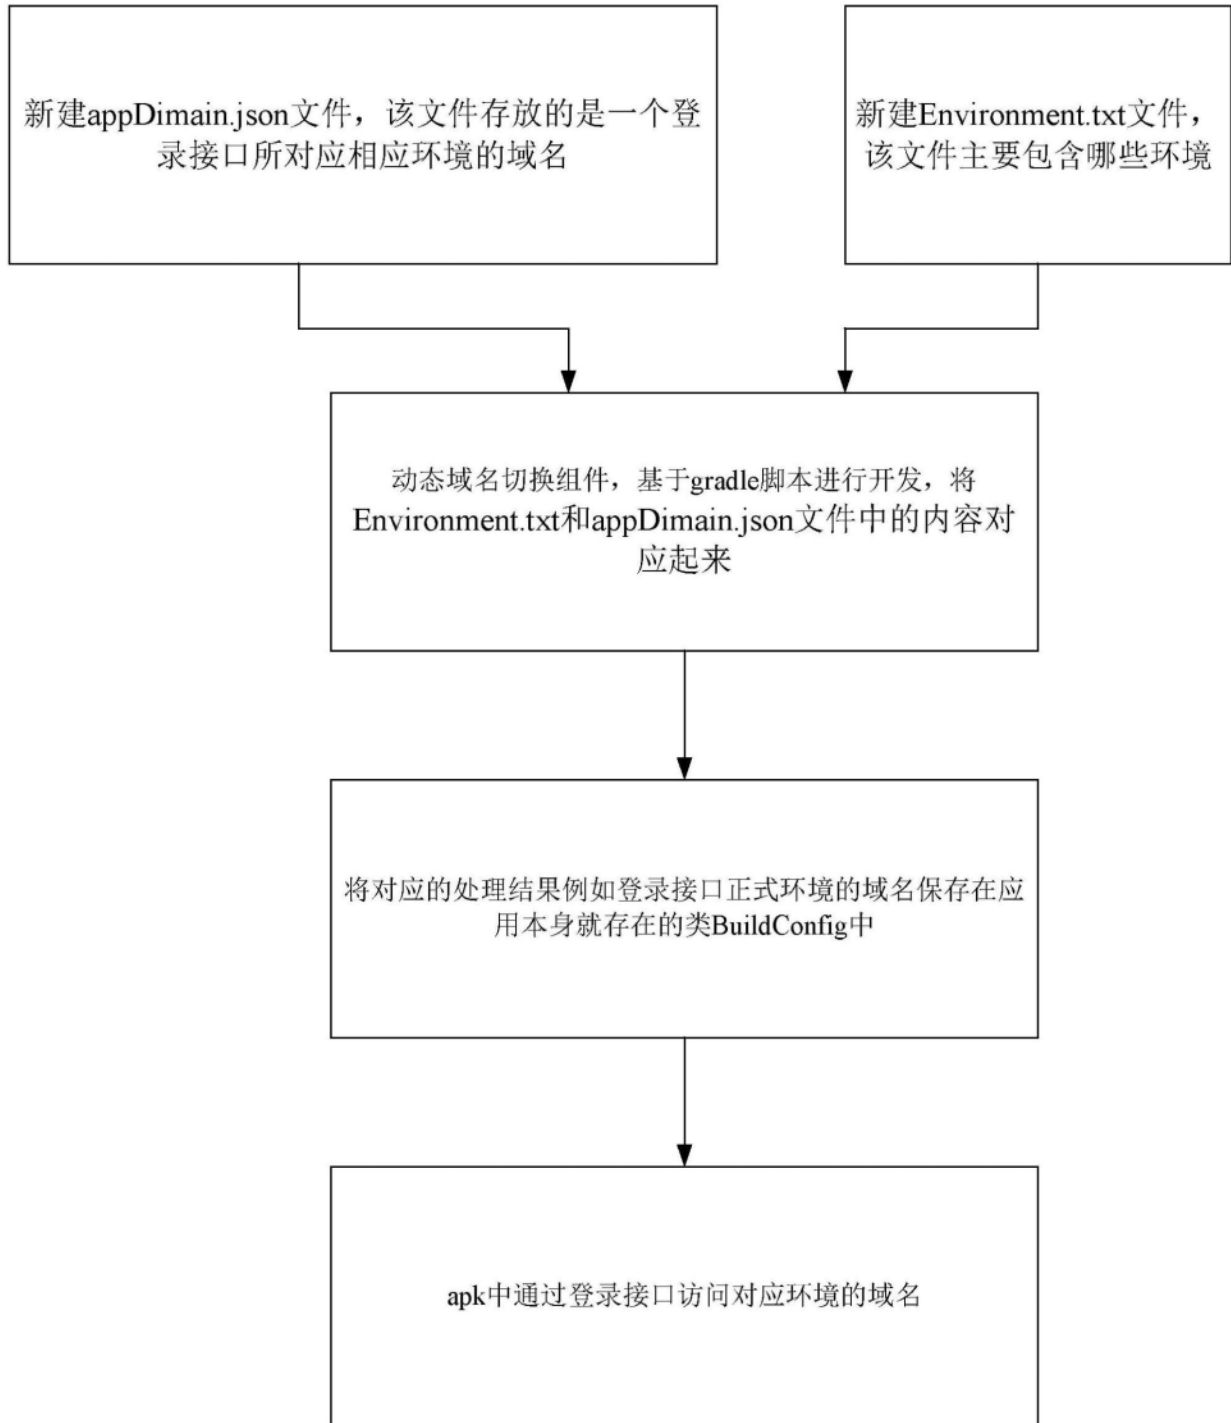 新建appDimain.json文件，该文件存放的是一个登
录接口所对应相应环境的域名
新建Environment.txt文件，
该文件主要包含哪些环境
动态域名切换组件，基于gradle脚本进行开发，将
Environment.txt和appDimain.json文件中的内容对
应起来
将对应的处理结果例如登录接口正式环境的域名保存在应
用本身就存在的类BuildConfig中
apk中通过登录接口访问对应环境的域名